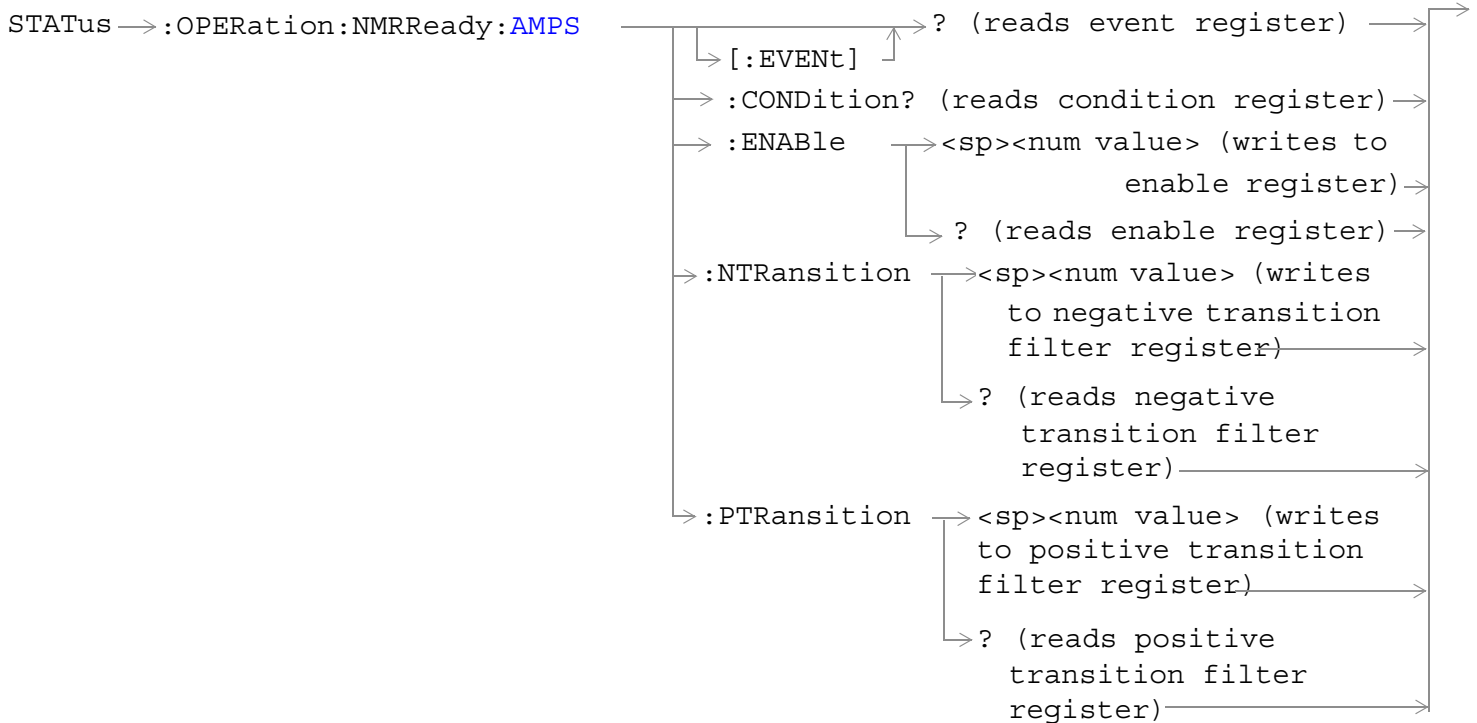 STATus :OPERation:NMRReady:AMPS ? (reads event register)
[:EVENt]
:CONDition? (reads condition register)
:ENABle <sp><num value> (writes to
enable register)
? (reads enable register)
:NTRansition <sp><num value> (writes
to negative transition
filter register)
? (reads negative
transition filter
register)
:PTRansition <sp><num value> (writes
to positive transition
filter register)
? (reads positive
transition filter
register)